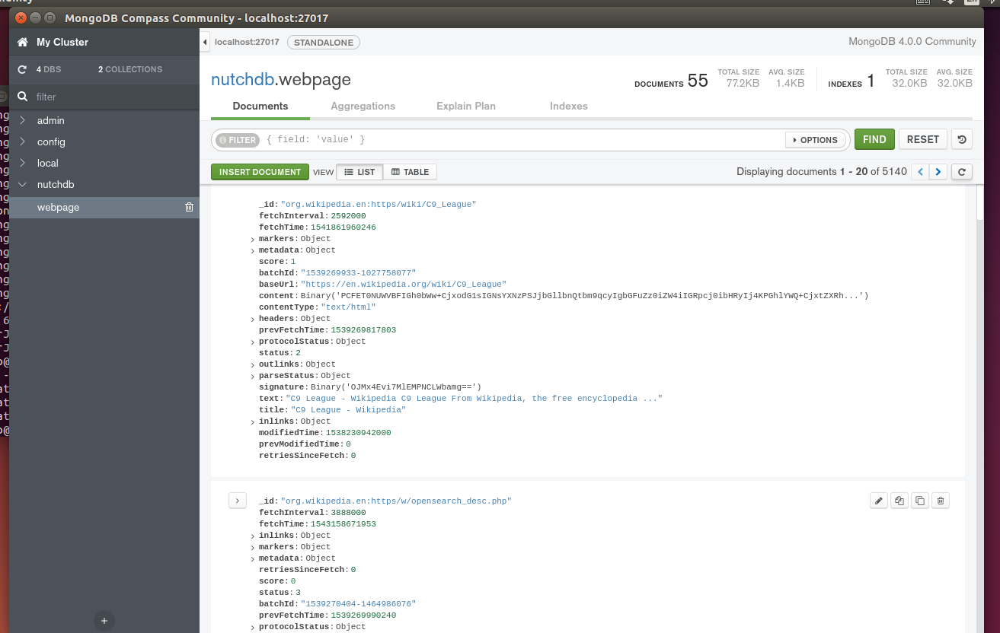 MongoDB Compass Community - localhost:27017
My Cluster
4 DBS 2 COLLECTIONS
filter
admin
config
local
nutchdb
webpage
localhost:27017 STANDALONE MongoDB 4.0.0 Community
nutchdb.webpage
DOCUMENTS 55 TOTAL SIZE 77.2KB AVG. SIZE 1.4KB INDEXES 1 TOTAL SIZE 32.0KB AVG. SIZE 32.0KB
Documents Aggregations Explain Plan Indexes
FILTER { field: 'value' } OPTIONS FIND RESET
INSERT DOCUMENT VIEW LIST TABLE Displaying documents 1 - 20 of 5140
_id: "org.wikipedia.en:https/wiki/C9_League"
fetchInterval: 2592000
fetchTime: 1541861960246
markers: Object
metadata: Object
score: 1
batchId: "1539269933-1027758077"
baseUrl: "https://en.wikipedia.org/wiki/C9_League"
content: Binary('PCFET0NUWVBFIGh0bWw+CjxodG1sIGNsYXNzPSJjbGllbnQtbm9qcyIgbGFuZz0iZW4iIGRpcj0ibHRyIj4KPGhlYWQ+CjxtZXRh...')
contentType: "text/html"
headers: Object
prevFetchTime: 1539269817803
protocolStatus: Object
status: 2
outlinks: Object
parseStatus: Object
signature: Binary('OJMx4Evi7MlEMPNCLWbamg==')
text: "C9 League - Wikipedia C9 League From Wikipedia, the free encyclopedia ..."
title: "C9 League - Wikipedia"
inlinks: Object
modifiedTime: 1538230942000
prevModifiedTime: 0
retriesSinceFetch: 0
_id: "org.wikipedia.en:https/w/opensearch_desc.php"
fetchInterval: 3888000
fetchTime: 1543158671953
inlinks: Object
markers: Object
metadata: Object
retriesSinceFetch: 0
score: 0
status: 3
batchId: "1539270404-1464986076"
prevFetchTime: 1539269990240
protocolStatus: Object